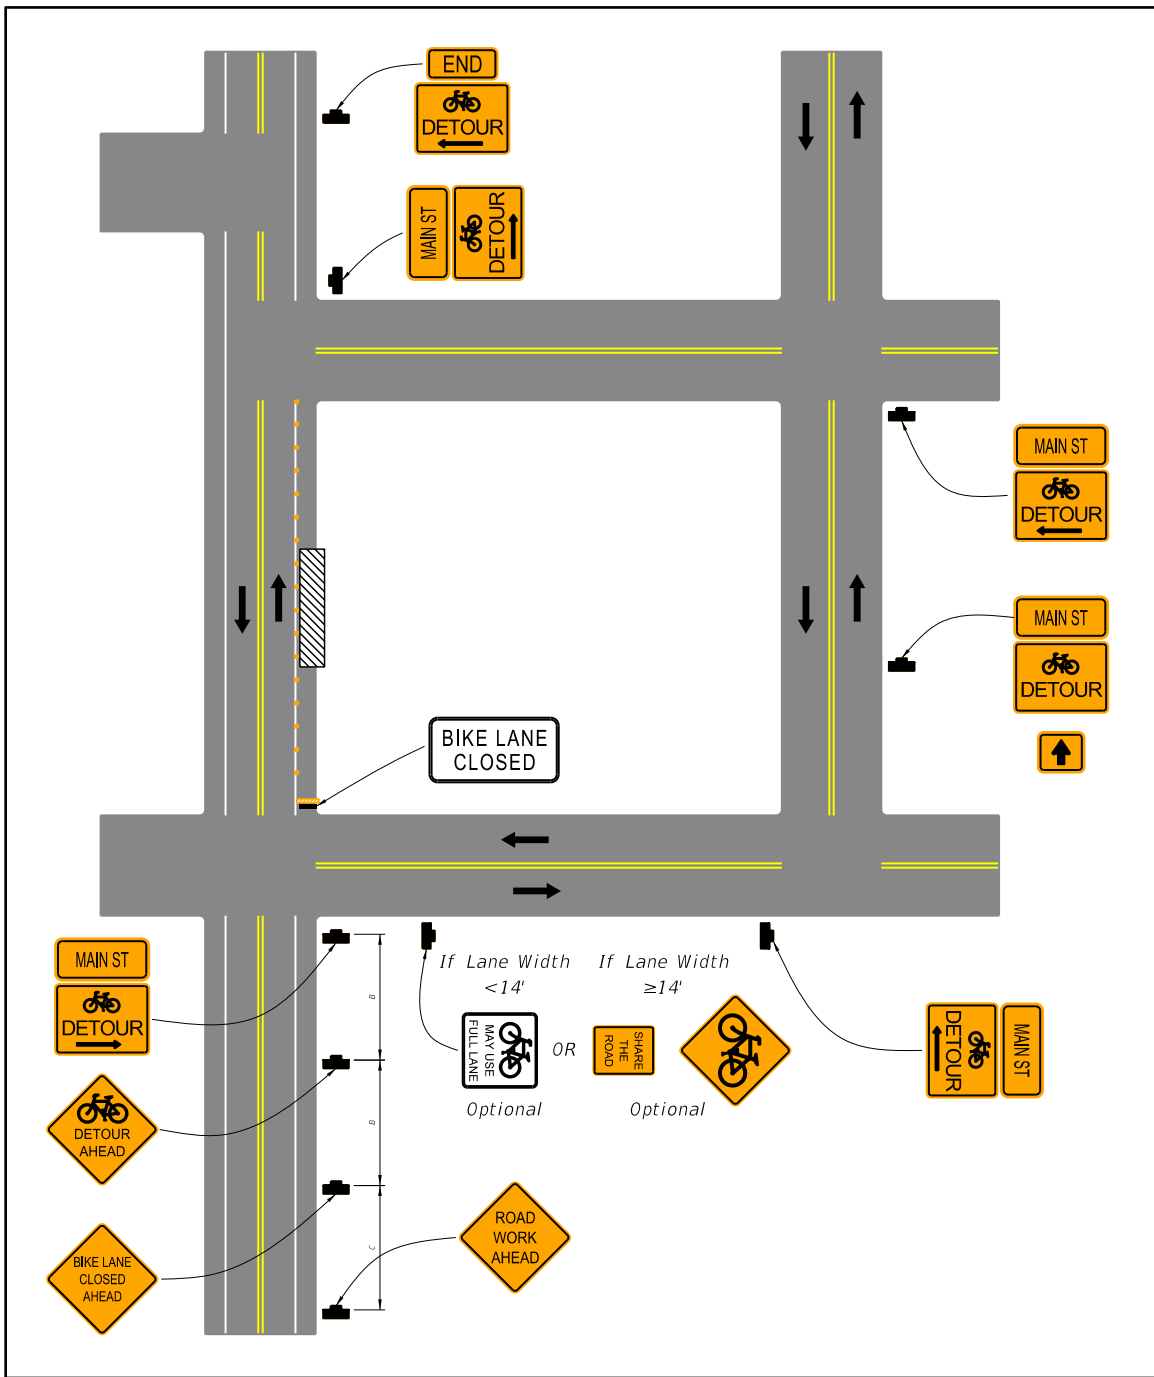 END
DETOUR
MAIN ST
DETOUR
MAIN ST
DETOUR
MAIN ST
DETOUR
BIKE LANE
CLOSED
MAIN ST
DETOUR
If Lane Width
<14'
If Lane Width
≥14'
MAY USE
FULL LANE
OR
SHARE
THE
ROAD
Optional
Optional
DETOUR
MAIN ST
DETOUR
AHEAD
BIKE LANE
CLOSED
AHEAD
ROAD
WORK
AHEAD
B
B
C